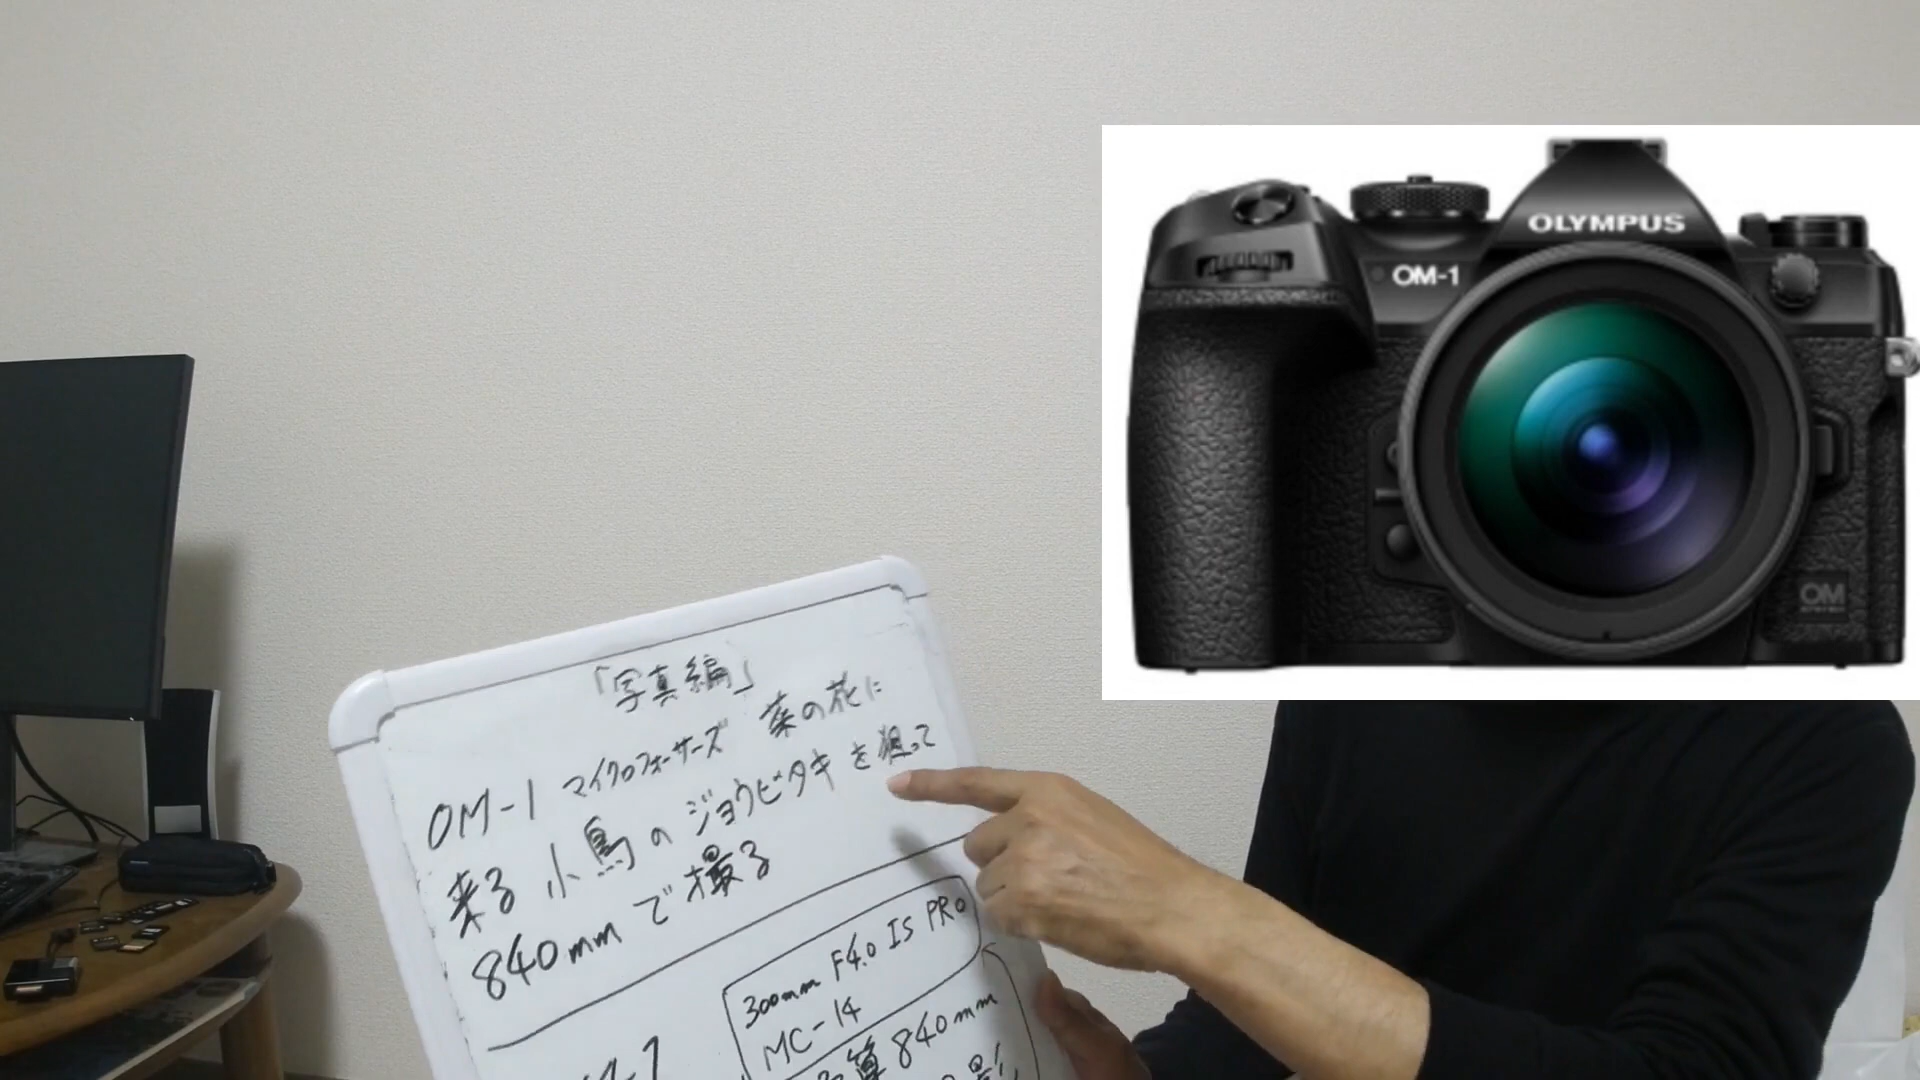 OLYMPUS
OM-1
OM
「写真編」
OM-1 マイクロフォーサーズ 菜の花に
来る 小鳥の ジョウビタキ を 狙って
840mm で 撮る
300mm F4.0 IS PRO
MC-14
算 840mm